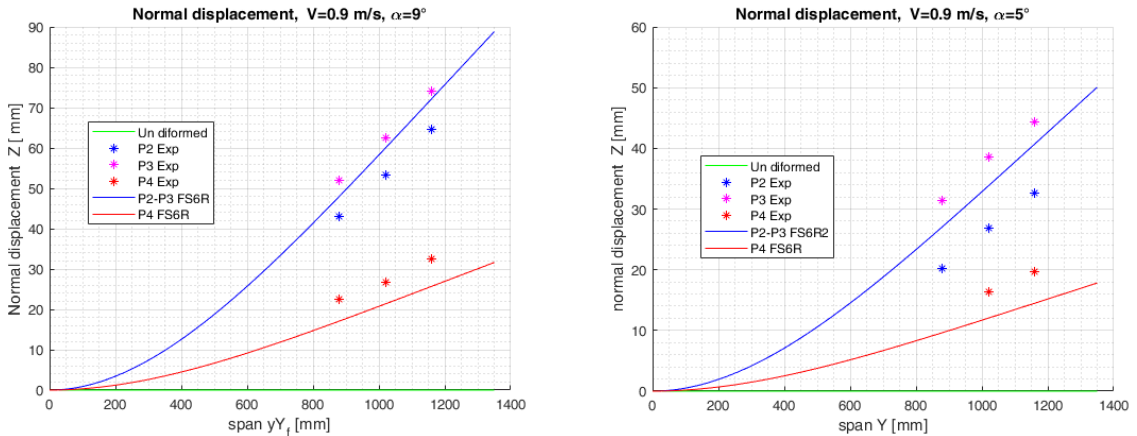 Normal displacement, V=0.9 m/s, α=9°
90
80
70
60
50
40
30
20
10
0
Normal displacement Z [ mm]
Un diformed
P2 Exp
P3 Exp
P4 Exp
P2-P3 FS6R
P4 FS6R
0 200 400 600 800 1000 1200 1400
span yY_f [mm]
Normal displacement, V=0.9 m/s, α=5°
60
50
40
30
20
10
0
normal displacement Z [mm]
Un diformed
P2 Exp
P3 Exp
P4 Exp
P2-P3 FS6R2
P4 FS6R
0 200 400 600 800 1000 1200 1400
span Y [mm]